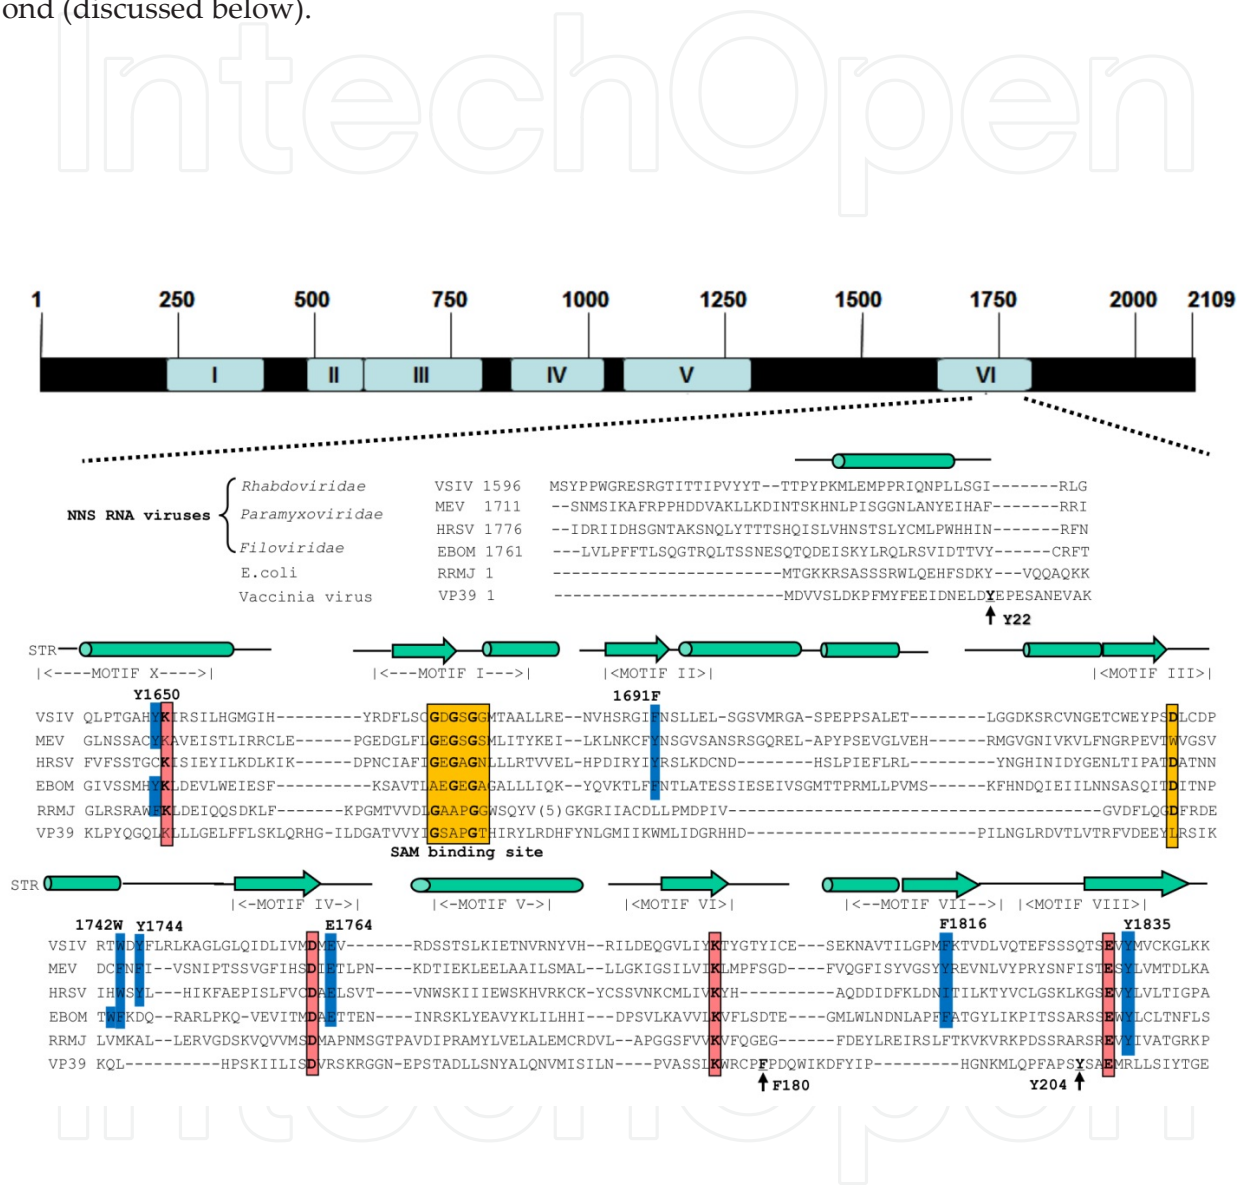 ond (discussed below).
IntechOpen
1 250 500 750 1000 1250 1500 1750 2000 2109
I II III IV V VI
NNS RNA viruses
Rhabdoviridae VSIV 1596 MSYPPWGRESRGTITTIPVYYT--TTPYPKMLEMPPRIQNPLLSGI-------RLG
Paramyxoviridae MEV 1711 --SNMSIKAFRPPHDDVAKLLKDINTSKHNLPISGGNLANYEIHAF-------RRI
HRSV 1776 --IDRIIDHSGNTAKSNQLYTTTSHQISLVHNSTSLYCMLPWHHIN-------RFN
Filoviridae EBOM 1761 ---LVLPFFTLSQGTRQLTSSNESQTQDEISKYLRQLRSVIDTTVY-------CRFT
E.coli RRMJ 1 -----------------------MTGKKRSASSSRWLQEHFSDKY---VQQAQKK
Vaccinia virus VP39 1 -----------------------MDVVSLDKPFMYFEEIDNELDYEPESANEVAK
Y22
STR
|<----MOTIF X---->| |<---MOTIF I---->| |<MOTIF II>| |<MOTIF III>|
Y1650 1691F
VSIV QLPTGAHYKIRSILHGMGIH---------YRDFLSCGDGSGGMTAALLRE--NVHSRGIFNSLLEL-SGSVMRGA-SPEPPSALET--------LGGDKSRCVNGETCWEYPSDLCDP
MEV GLNSSACYKAVEISTLIRRCLE-------PGEDGLFLGEGSGSMLITYKEI--LKLNKCFYNSGVSANSRSGQREL-APYPSEVGLVEH------RMGVGNIVKVLFNGRPEVTWVGSV
HRSV FVFSSTGCKISIEYILKDLKIK------DPNCIAFIGEGAGNLLLRTVVEL-HPDIRYIYRSLKDCND---------HSLPIEFLRL------YNGHINIDYGENLTIPATDATNN
EBOM GIVSSMHYKLDEVLWEIESF---------KSAVTLAEGEGAGALLLIQK-YQVKTLFFNTLATESSIESEIVSGMTTPRMLLPVMS------KFHNDQIEIILNNSASQITDITNP
RRMJ GLRSRAWFKLDEIQQSDKLF-----KPGMTVVDLGAAPGGWSQYV(5)GKGRIIACDLLPMDPIV-------------------------GVDFLQGDFRDE
VP39 KLPYQGQLKLLLGELFFLSKLQRHG-ILDGATVVYIGSAPGTHIRYLRDHFYNLGMIIKWMLIDGRHHD----------------PILNGLRDVTLVTRFVDEEYLRSIK
SAM binding site
STR
|<-MOTIF IV->| |<-MOTIF V->| |<MOTIF VI>| |<--MOTIF VII->| |<MOTIF VIII>|
1742W Y1744 E1764 F1816 Y1835
VSIV RTWDYFLRLKAGLGLQIDLIVMDMEV-------RDSSTSLKIETNVRNYVH--RILDEQGVLIYKTYGTYICE---SEKNAVTILGPMFKTVDLVQTEFSSSQTSEVYMVCKGLKK
MEV DCFNFI--VSNIPTSSVGFIHSDIETLPN----KDTIEKLEELAAILSMAL--LLGKIGSILVIKLMPFSGD----FVQGFISYVGSYYREVNLVYPRYSNFISTESYLVMTDLKA
HRSV IHWSYL---HIKFAEPISLFVCDAELSVT----VNWSKIIIEWSKHVRKCK-YCSSVNKCMLIVKYH--------AQDDIDFKLDNITILKTYVCLGSKLKGSEVYLVLTIGPA
EBOM TWFKDQ--RARLPKQ-VEVITMDAETTEN----INRSKLYEAVYKLILHHI---DPSVLKAVVLKVFLSDTE----GMLWLNDNLAPFFATGYLIKPITSSARSSEWYLCLTNFLS
RRMJ LVMKAL--LERVGDSKVQVVMSDMAPNMSGTPAVDIPRAMYLVELALEMCRDVL--APGGSFVVKVFQGEG------FDEYLREIRSLFTKVKVRKPDSSRARSREVYIVATGRKP
VP39 KQL---------HPSKIILISDVRSKRGGN-EPSTADLLSNYALQNVMISILN----PVASSLKWRCPFPDQWIKDFYIP--------HGNKMLQPFAPSYSAEMRLLSIYTGE
F180 Y204
IntechOpen